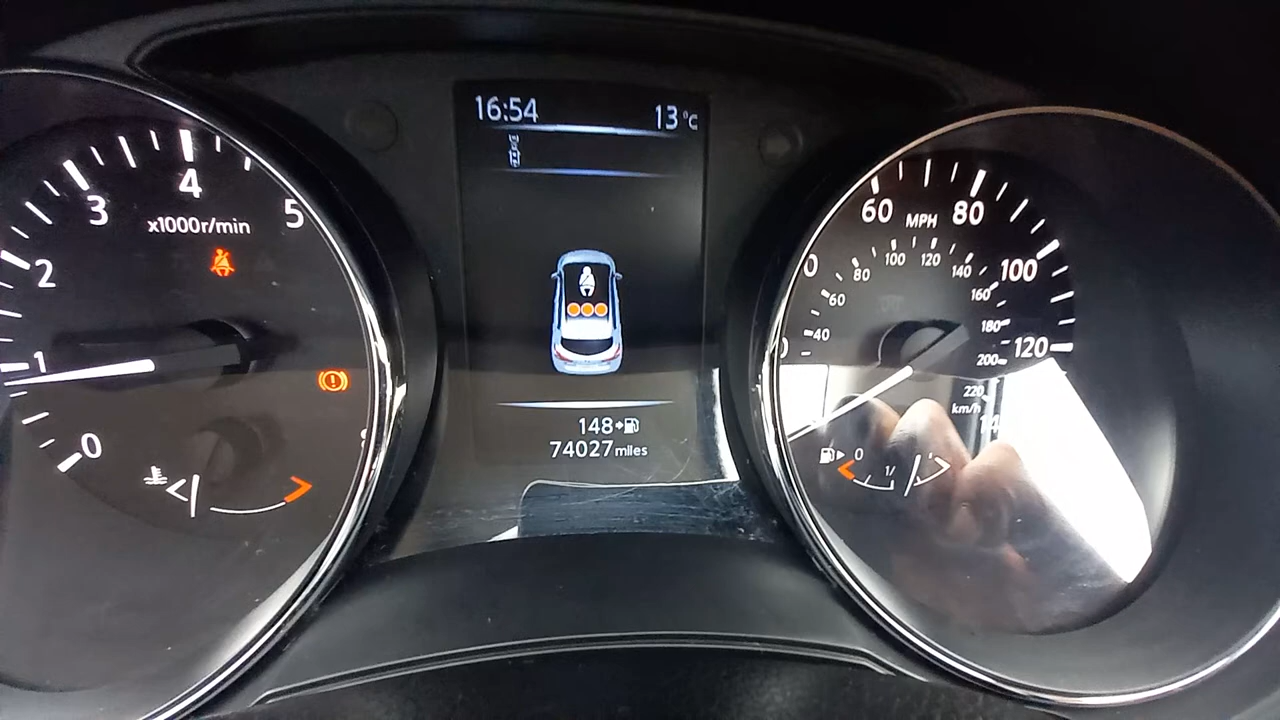 16:54 13 °C
4
3 5
x1000r/min
2
1
0
148
74027 miles
60 MPH 80
100 120
80 140
100
60 160
40 180 120
200
220
km/h
0